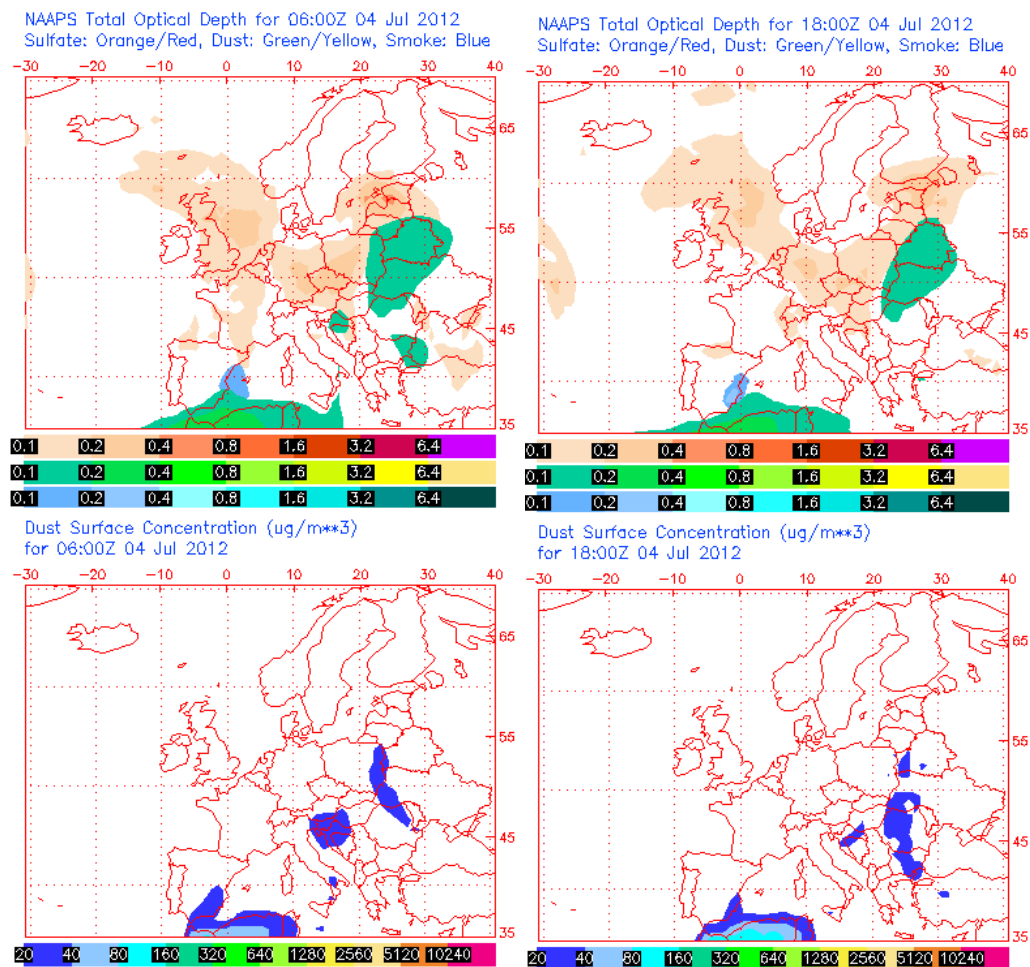 NAAPS Total Optical Depth for 06:00Z 04 Jul 2012
Sulfate: Orange/Red, Dust: Green/Yellow, Smoke: Blue
-30 -20 -10 0 10 20 30 40
65
55
45
35
0.1 0.2 0.4 0.8 1.6 3.2 6.4
0.1 0.2 0.4 0.8 1.6 3.2 6.4
0.1 0.2 0.4 0.8 1.6 3.2 6.4
NAAPS Total Optical Depth for 18:00Z 04 Jul 2012
Sulfate: Orange/Red, Dust: Green/Yellow, Smoke: Blue
-30 -20 -10 0 10 20 30 40
65
55
45
35
0.1 0.2 0.4 0.8 1.6 3.2 6.4
0.1 0.2 0.4 0.8 1.6 3.2 6.4
0.1 0.2 0.4 0.8 1.6 3.2 6.4
Dust Surface Concentration (ug/m**3)
for 06:00Z 04 Jul 2012
-30 -20 -10 0 10 20 30 40
65
55
45
35
20 40 80 160 320 640 1280 2560 5120 10240
Dust Surface Concentration (ug/m**3)
for 18:00Z 04 Jul 2012
-30 -20 -10 0 10 20 30 40
65
55
45
35
20 40 80 160 320 640 1280 2560 5120 10240